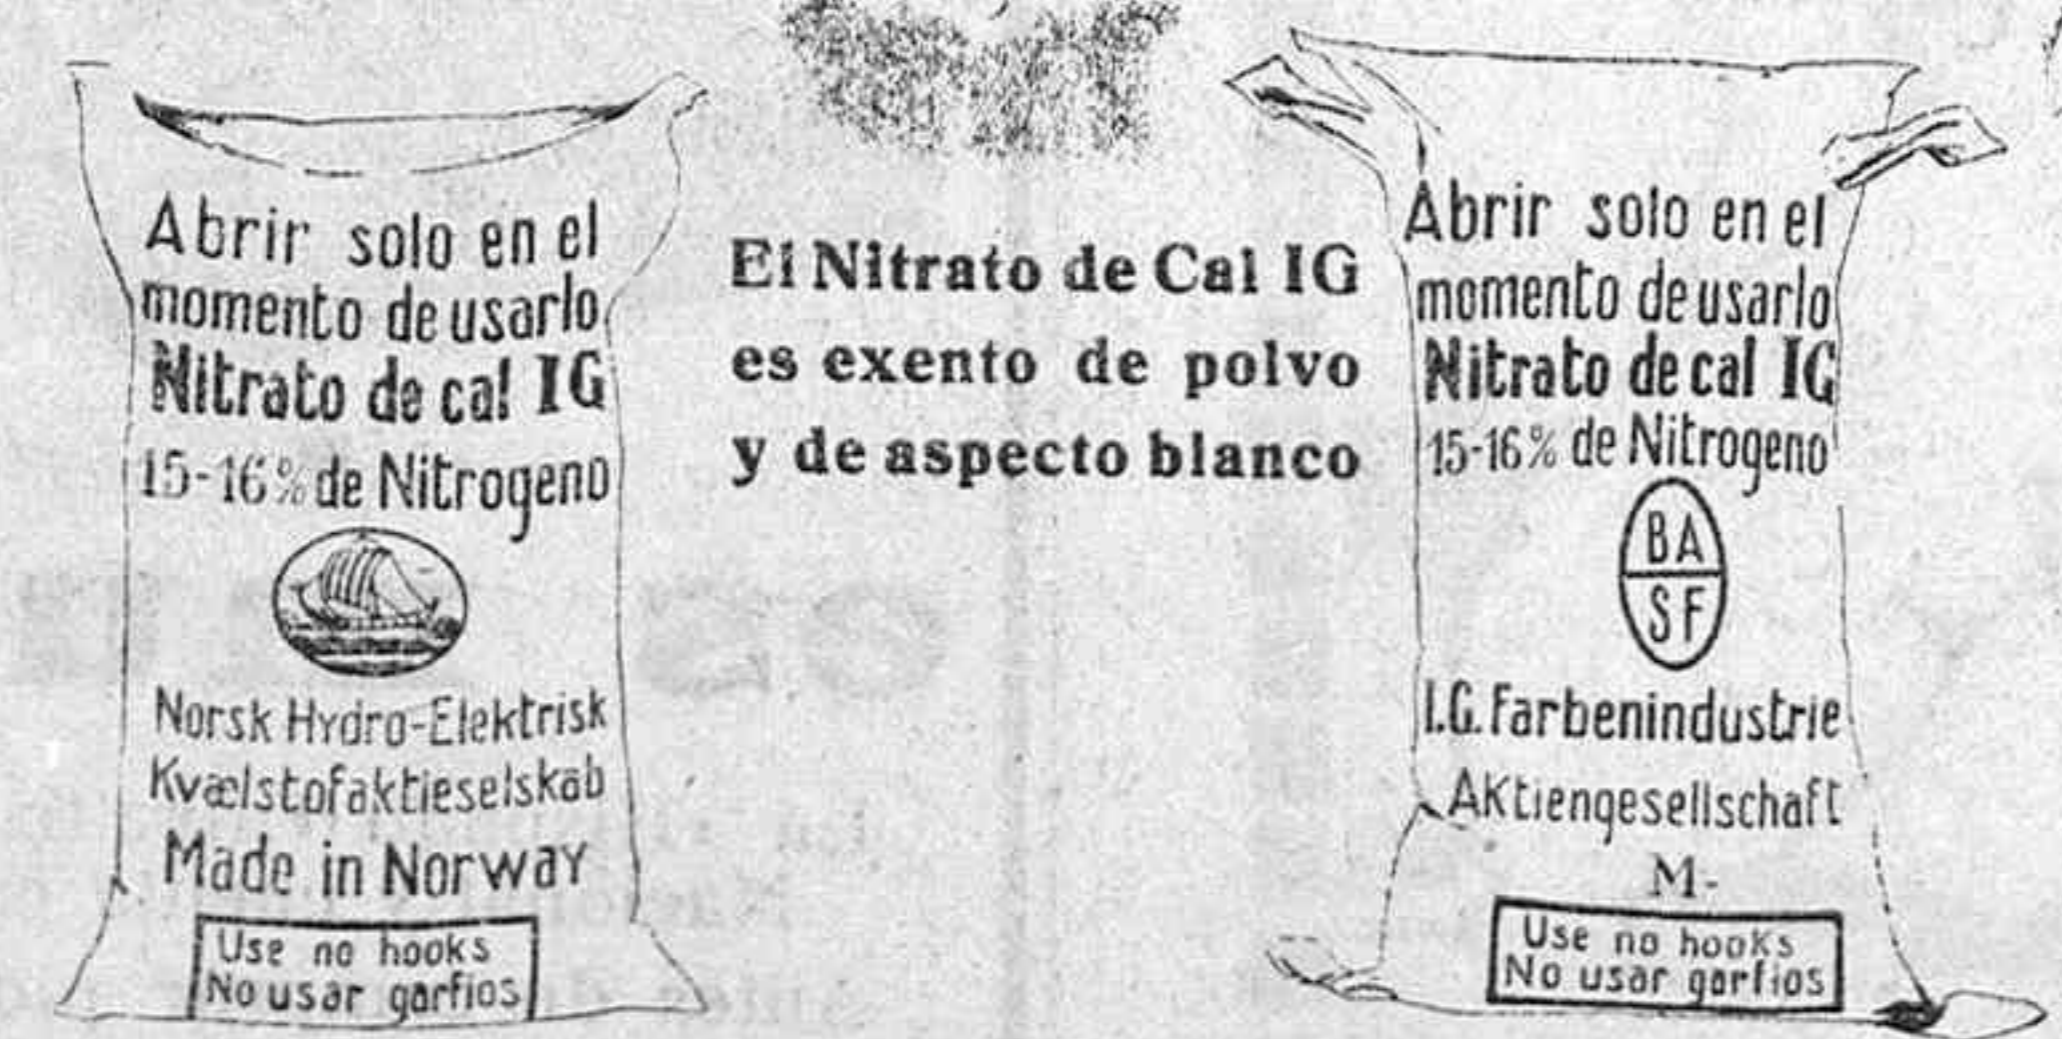 Abrir solo en el
momento de usarlo
Nitrato de cal IG
15-16% de Nitrogeno
Norsk Hydro-Elektrisk
Kvælstofaktieselskab
Made in Norway
Use no hooks
No usar garfios
El Nitrato de Cal IG
es exento de polvo
y de aspecto blanco
Abrir solo en el
momento de usarlo
Nitrato de cal IG
15-16% de Nitrogeno
BA
SF
I.G. Farbenindustrie
Aktiengesellschaft
M-
Use no hooks
No usar garfios